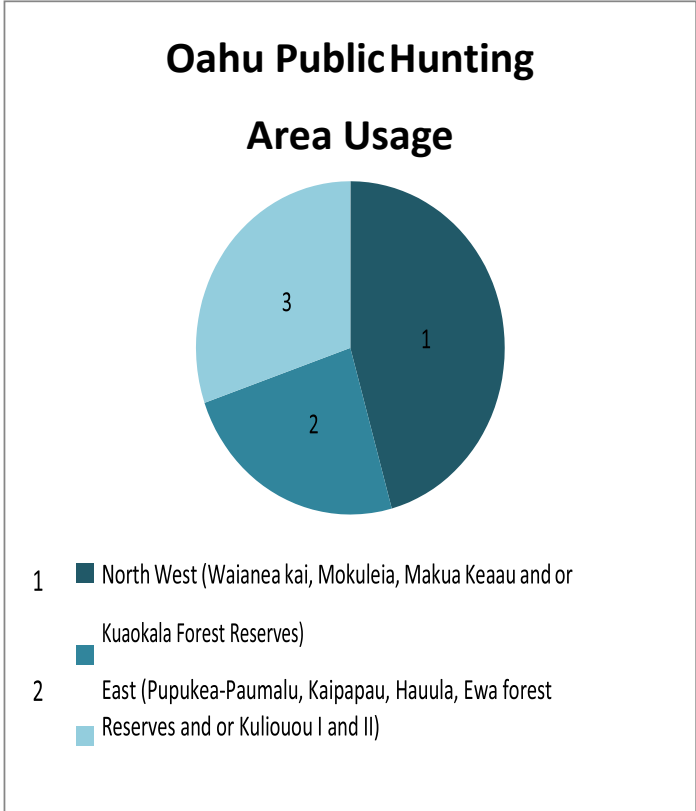 Oahu Public Hunting
Area Usage
3
1
2
1 North West (Waianea kai, Mokuleia, Makua Keaau and or
Kuaokala Forest Reserves)
2 East (Pupukea-Paumalu, Kaipapau, Hauula, Ewa forest
Reserves and or Kuliouou I and II)